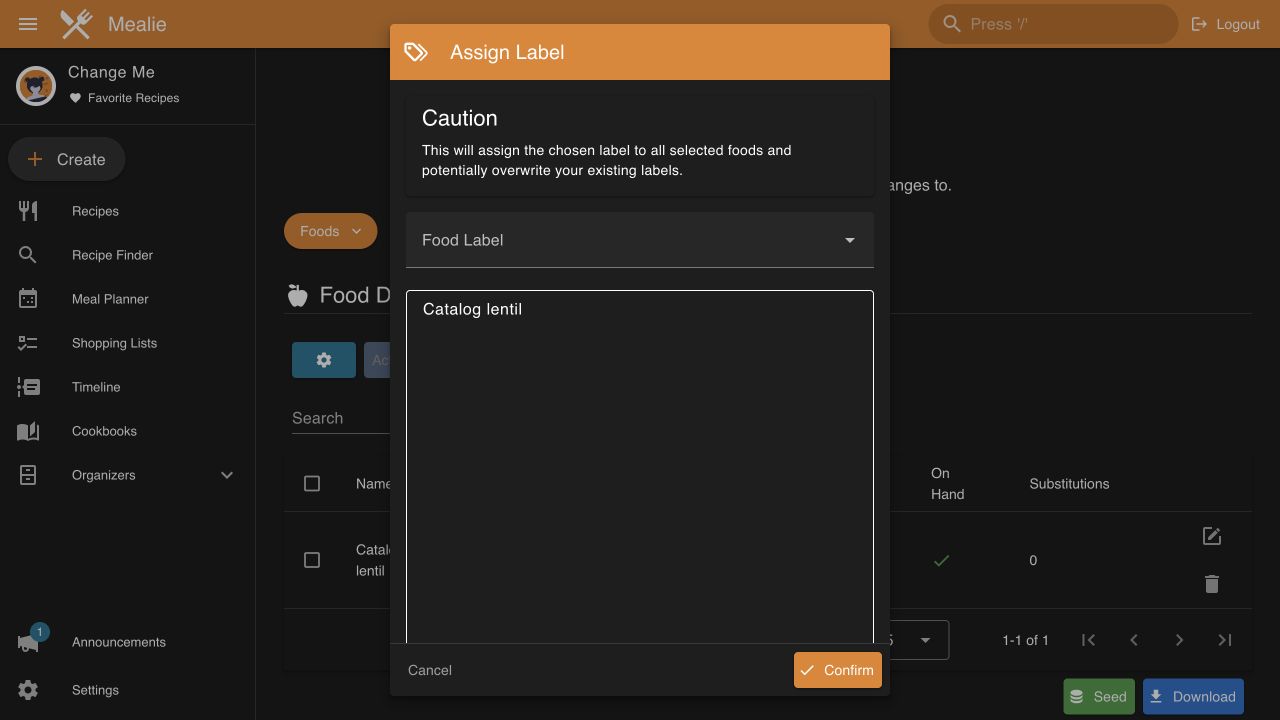 Mealie
Press '/'
Logout
Change Me
Favorite Recipes
Create
Recipes
Recipe Finder
Meal Planner
Shopping Lists
Timeline
Cookbooks
Organizers
1
Announcements
Settings
Assign Label
Caution
This will assign the chosen label to all selected foods and
potentially overwrite your existing labels.
Food Label
Catalog lentil
Cancel
Confirm
anges to.
Foods
Food D
Ac
Search
Name
On
Hand
Substitutions
Catal
lentil
0
5
1-1 of 1
Seed
Download